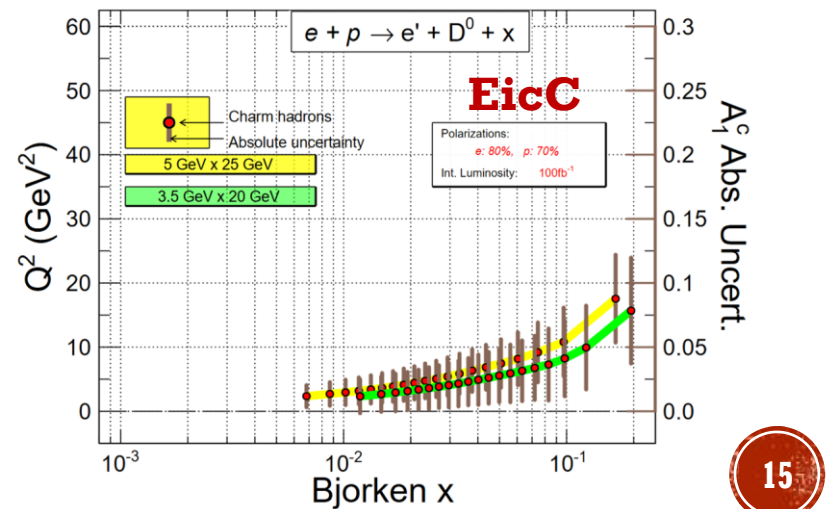 e + p → e' + D⁰ + x
EicC
Charm hadrons
Absolute uncertainty
5 GeV x 25 GeV
3.5 GeV x 20 GeV
Polarizations:
e: 80%, p: 70%
Int. Luminosity: 100fb⁻¹
Q² (GeV²)
60
50
40
30
20
10
0
0.3
0.25
0.2
0.15
0.1
0.05
0.0
A₁ᶜ Abs. Uncert.
10⁻³
10⁻²
10⁻¹
Bjorken x
15